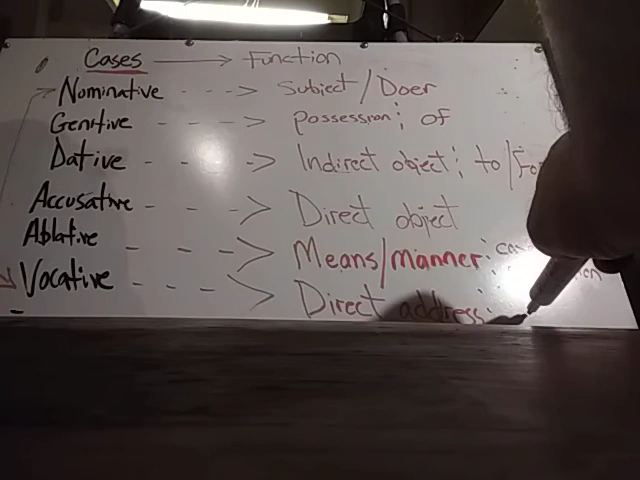 Cases → Function
Nominative - - - -> Subject/Doer
Genitive - - - -> Possession; of
Dative - - - -> Indirect object; to/for
Accusative - - - -> Direct object
Ablative - - - -> Means/manner;
Vocative - - - -> Direct address;